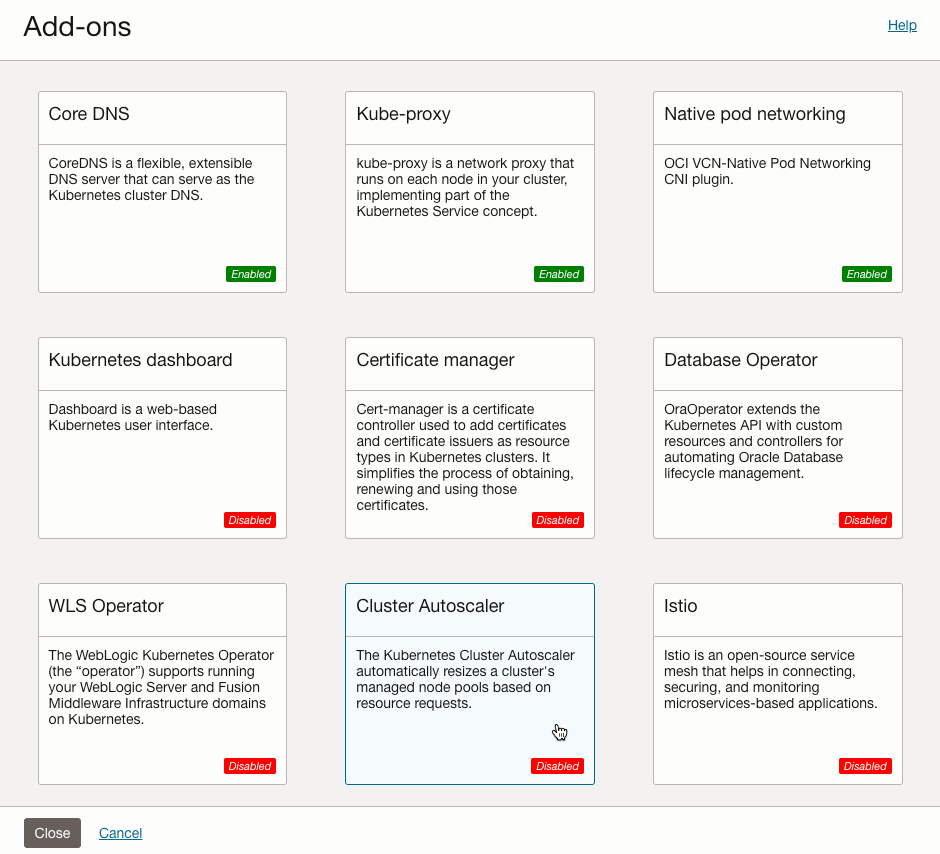 Add-ons
Help
Core DNS
CoreDNS is a flexible, extensible
DNS server that can serve as the
Kubernetes cluster DNS.
Enabled
Kube-proxy
kube-proxy is a network proxy that
runs on each node in your cluster,
implementing part of the
Kubernetes Service concept.
Enabled
Native pod networking
OCI VCN-Native Pod Networking
CNI plugin.
Enabled
Kubernetes dashboard
Dashboard is a web-based
Kubernetes user interface.
Disabled
Certificate manager
Cert-manager is a certificate
controller used to add certificates
and certificate issuers as resource
types in Kubernetes clusters. It
simplifies the process of obtaining,
renewing and using those
certificates.
Disabled
Database Operator
OraOperator extends the
Kubernetes API with custom
resources and controllers for
automating Oracle Database
lifecycle management.
Disabled
WLS Operator
The WebLogic Kubernetes Operator
(the “operator”) supports running
your WebLogic Server and Fusion
Middleware Infrastructure domains
on Kubernetes.
Disabled
Cluster Autoscaler
The Kubernetes Cluster Autoscaler
automatically resizes a cluster's
managed node pools based on
resource requests.
Disabled
Istio
Istio is an open-source service
mesh that helps in connecting,
securing, and monitoring
microservices-based applications.
Disabled
Close
Cancel